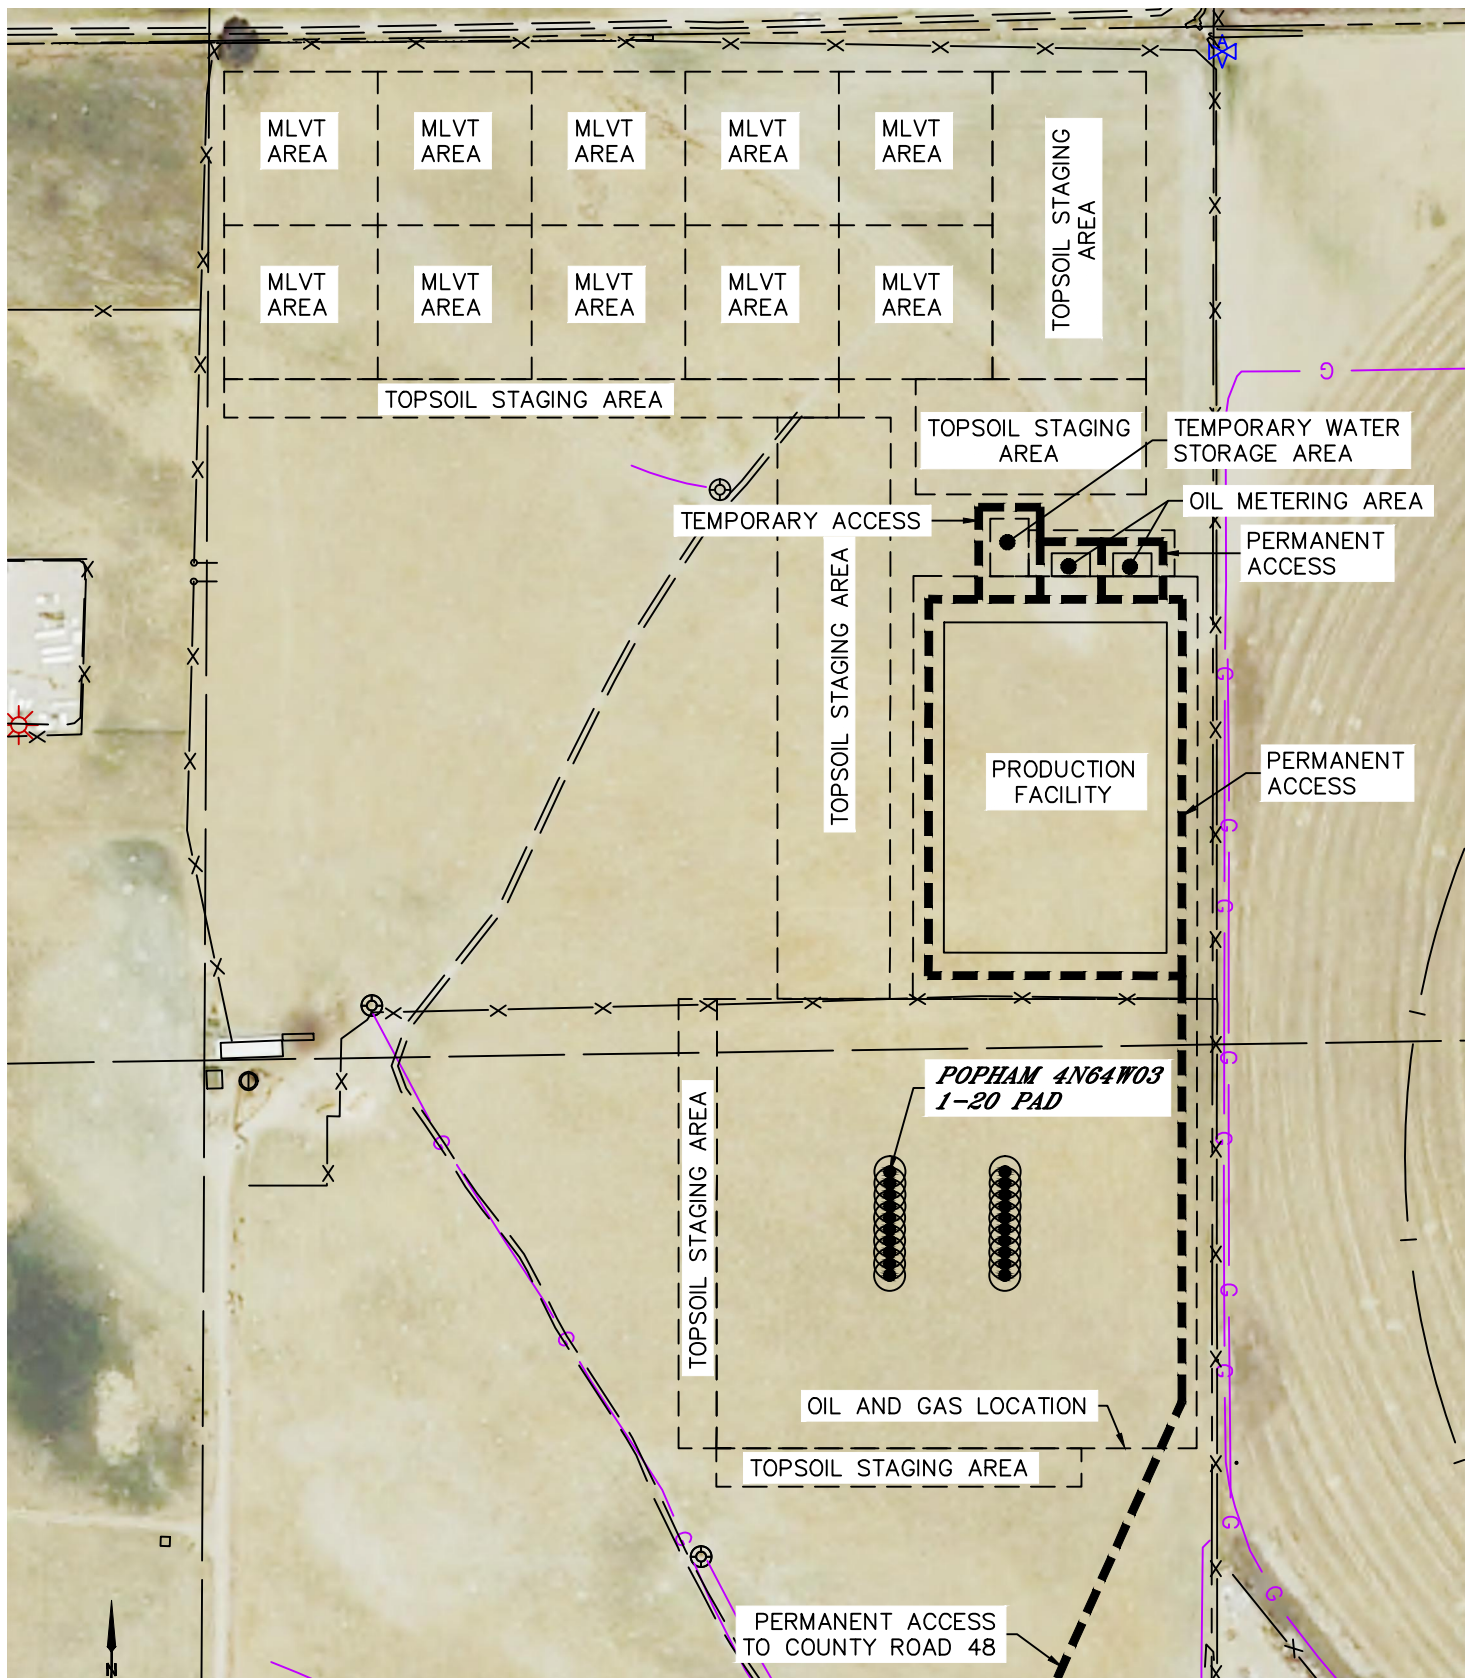 MLVT
AREA
MLVT
AREA
MLVT
AREA
MLVT
AREA
MLVT
AREA
TOPSOIL STAGING
AREA
MLVT
AREA
MLVT
AREA
MLVT
AREA
MLVT
AREA
MLVT
AREA
TOPSOIL STAGING AREA
G
TOPSOIL STAGING
AREA
TEMPORARY WATER
STORAGE AREA
OIL METERING AREA
TEMPORARY ACCESS
PERMANENT
ACCESS
TOPSOIL STAGING AREA
G
PRODUCTION
FACILITY
PERMANENT
ACCESS
G
G
G
POPHAM 4N64W03
1-20 PAD
TOPSOIL STAGING AREA
G
G
G
G
G
OIL AND GAS LOCATION
TOPSOIL STAGING AREA
G
G
G
PERMANENT ACCESS
TO COUNTY ROAD 48
N